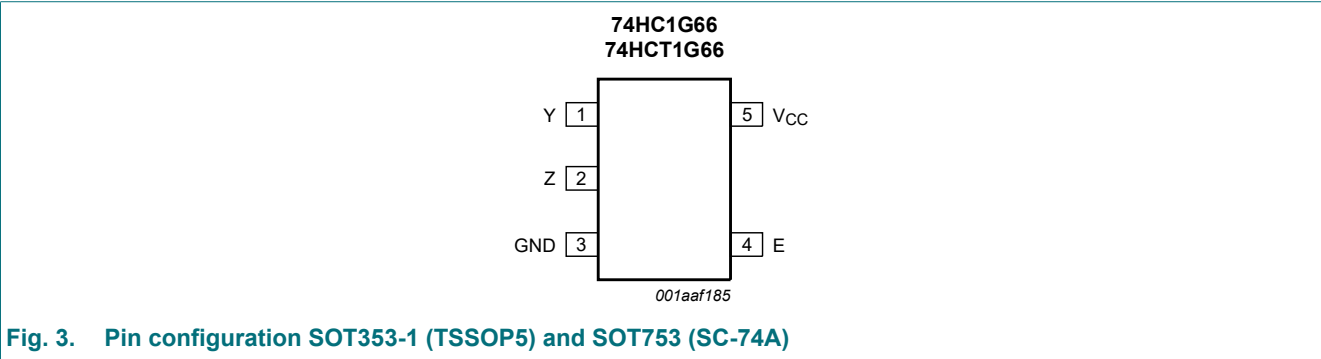 74HC1G66
74HCT1G66
Y 1 5 VCC
Z 2
GND 3 4 E
001aaf185
Fig. 3. Pin configuration SOT353-1 (TSSOP5) and SOT753 (SC-74A)